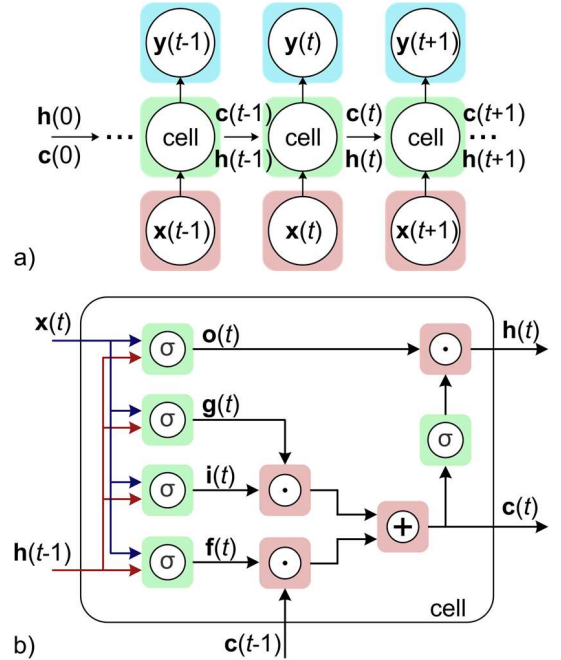 y(t-1) y(t) y(t+1)
h(0) c(t-1) c(t) c(t+1)
... cell cell cell ...
c(0) h(t-1) h(t) h(t+1)
x(t-1) x(t) x(t+1)
a)
x(t) o(t) h(t)
σ ·
g(t)
σ σ
i(t)
σ · c(t)
+
h(t-1) f(t)
σ ·
cell
b) c(t-1)